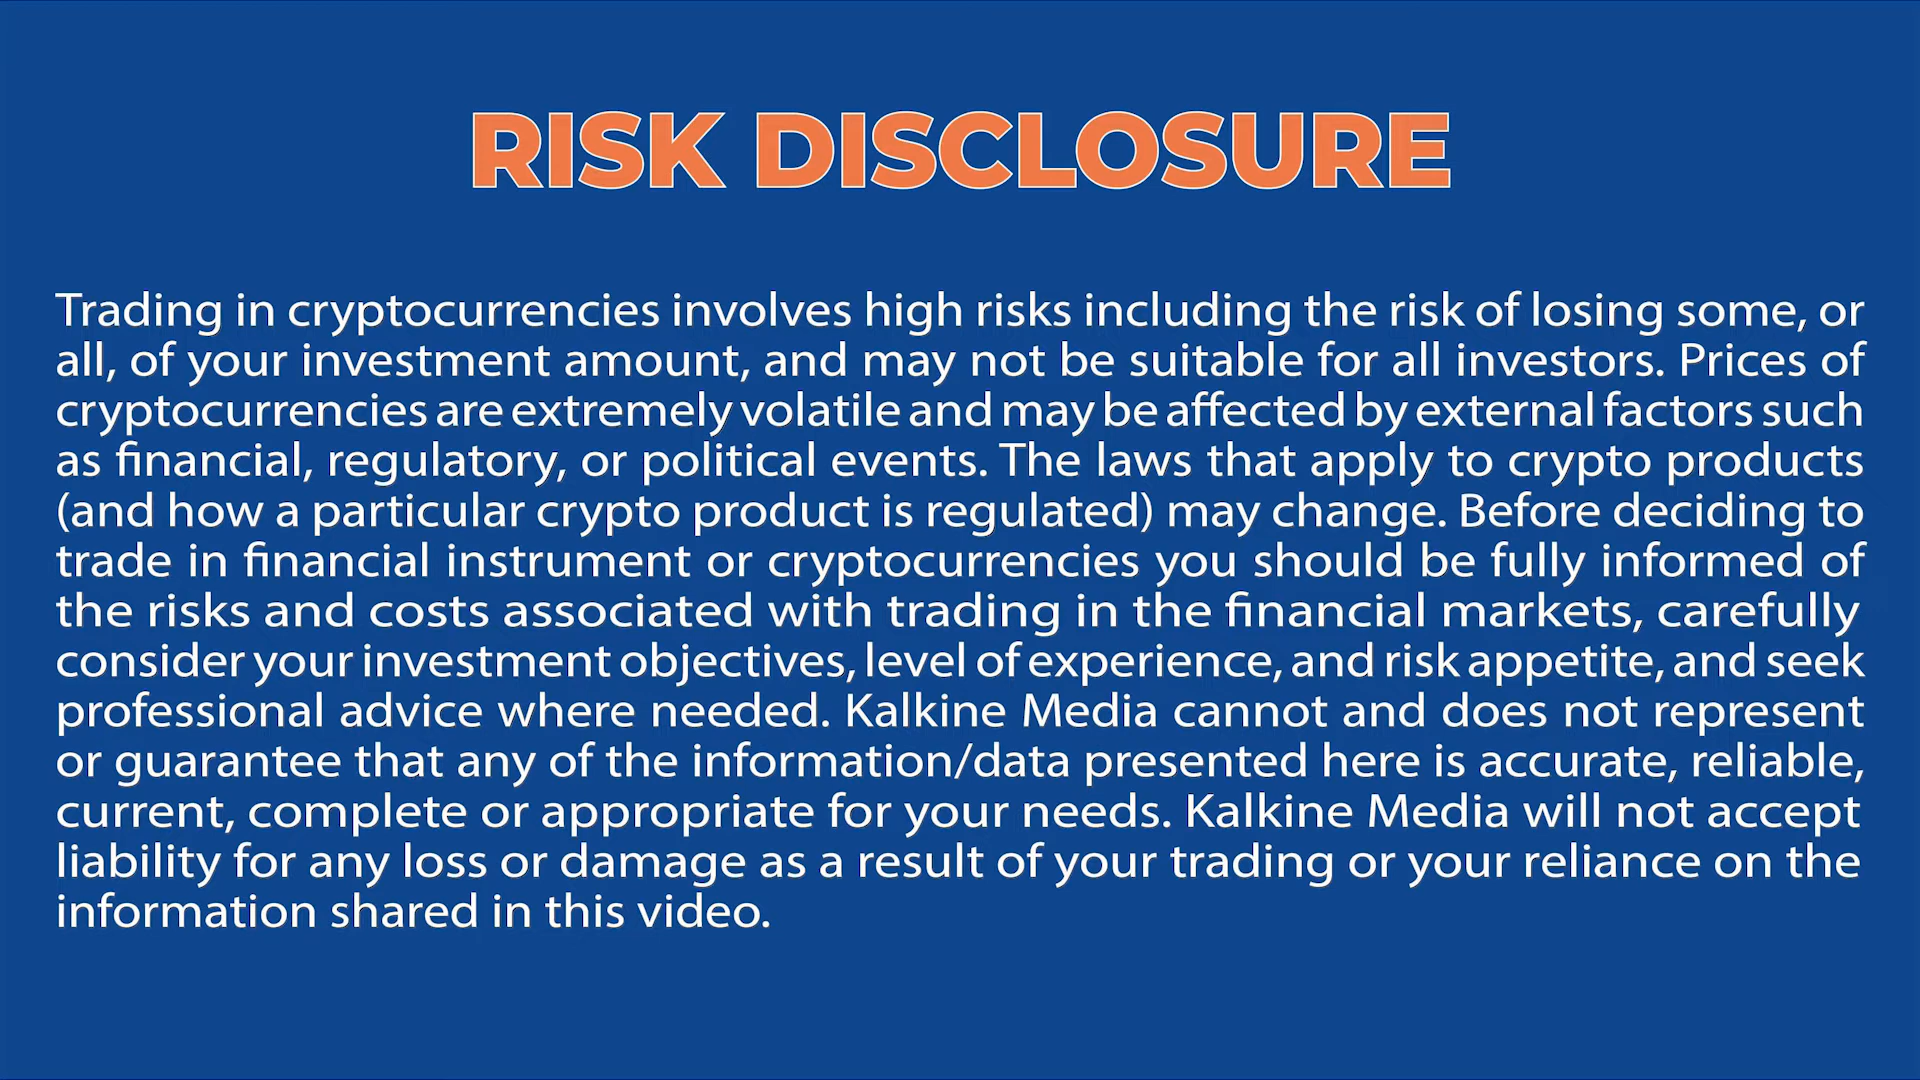 RISK DISCLOSURE
Trading in cryptocurrencies involves high risks including the risk of losing some, or
all, of your investment amount, and may not be suitable for all investors. Prices of
cryptocurrencies are extremely volatile and may be affected by external factors such
as financial, regulatory, or political events. The laws that apply to crypto products
(and how a particular crypto product is regulated) may change. Before deciding to
trade in financial instrument or cryptocurrencies you should be fully informed of
the risks and costs associated with trading in the financial markets, carefully
consider your investment objectives, level of experience, and risk appetite, and seek
professional advice where needed. Kalkine Media cannot and does not represent
or guarantee that any of the information/data presented here is accurate, reliable,
current, complete or appropriate for your needs. Kalkine Media will not accept
liability for any loss or damage as a result of your trading or your reliance on the
information shared in this video.